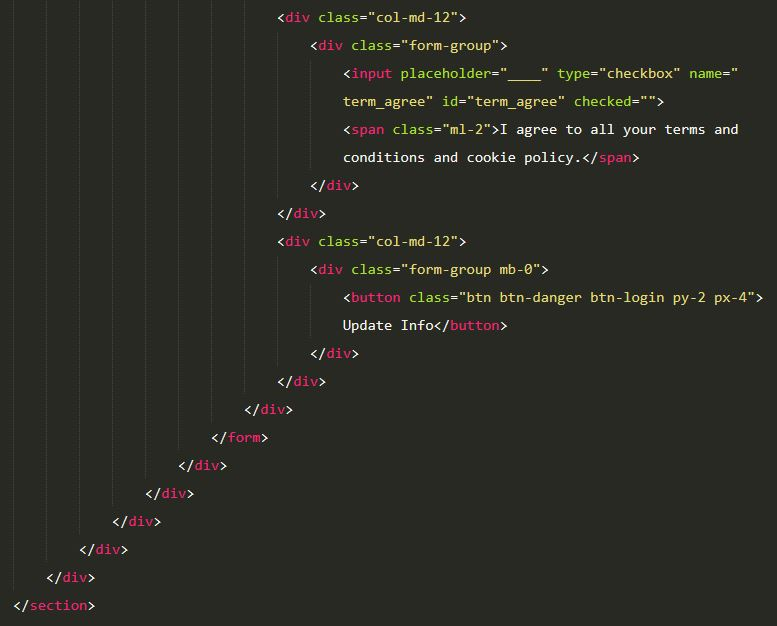 <div class="col-md-12">
<div class="form-group">
<input placeholder="____" type="checkbox" name="
term_agree" id="term_agree" checked="">
<span class="ml-2">I agree to all your terms and
conditions and cookie policy.</span>
</div>
</div>
<div class="col-md-12">
<div class="form-group mb-0">
<button class="btn btn-danger btn-login py-2 px-4">
Update Info</button>
</div>
</div>
</div>
</form>
</div>
</div>
</div>
</div>
</div>
</section>